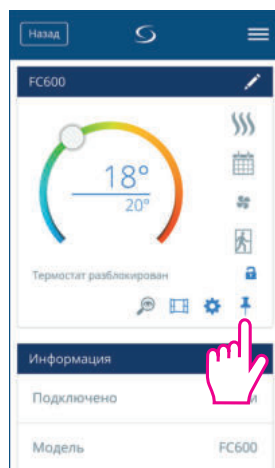 Назад
FC600
18°
20°
Термостат разблокирован
Информация
Подключено
Модель FC600